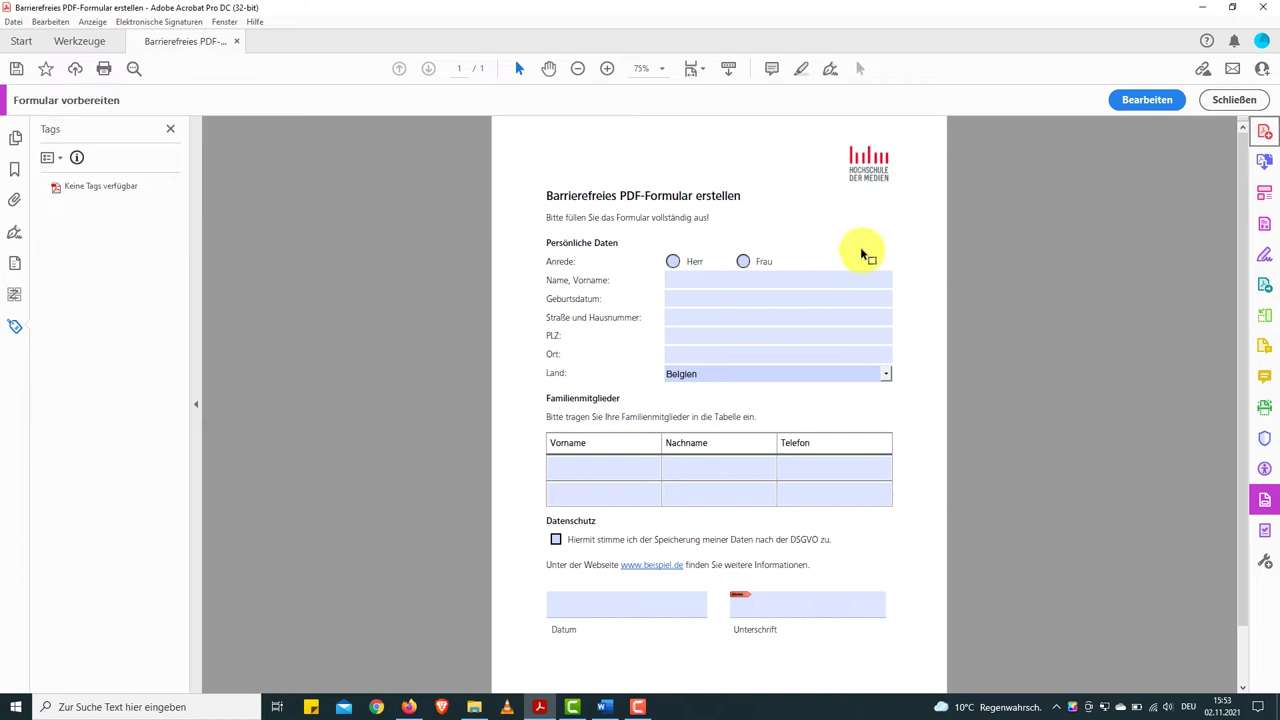 Barrierefreies PDF-Formular erstellen - Adobe Acrobat Pro DC (32-bit)
Datei Bearbeiten Anzeige Elektronische Signaturen Fenster Hilfe
Start Werkzeuge Barrierefreies PDF-...
1 / 1 75%
Formular vorbereiten Bearbeiten Schließen
Tags
Keine Tags verfügbar
HOCHSCHULE
DER MEDIEN
Barrierefreies PDF-Formular erstellen
Bitte füllen Sie das Formular vollständig aus!
Persönliche Daten
Anrede: Herr Frau
Name, Vorname:
Geburtsdatum:
Straße und Hausnummer:
PLZ:
Ort:
Land: Belgien
Familienmitglieder
Bitte tragen Sie Ihre Familienmitglieder in die Tabelle ein.
Vorname Nachname Telefon
Datenschutz
Hiermit stimme ich der Speicherung meiner Daten nach der DSGVO zu.
Unter der Webseite www.beispiel.de finden Sie weitere Informationen.
Datum Unterschrift
Zur Suche Text hier eingeben
10°C Regenwahrsch. DEU
15:53
02.11.2021